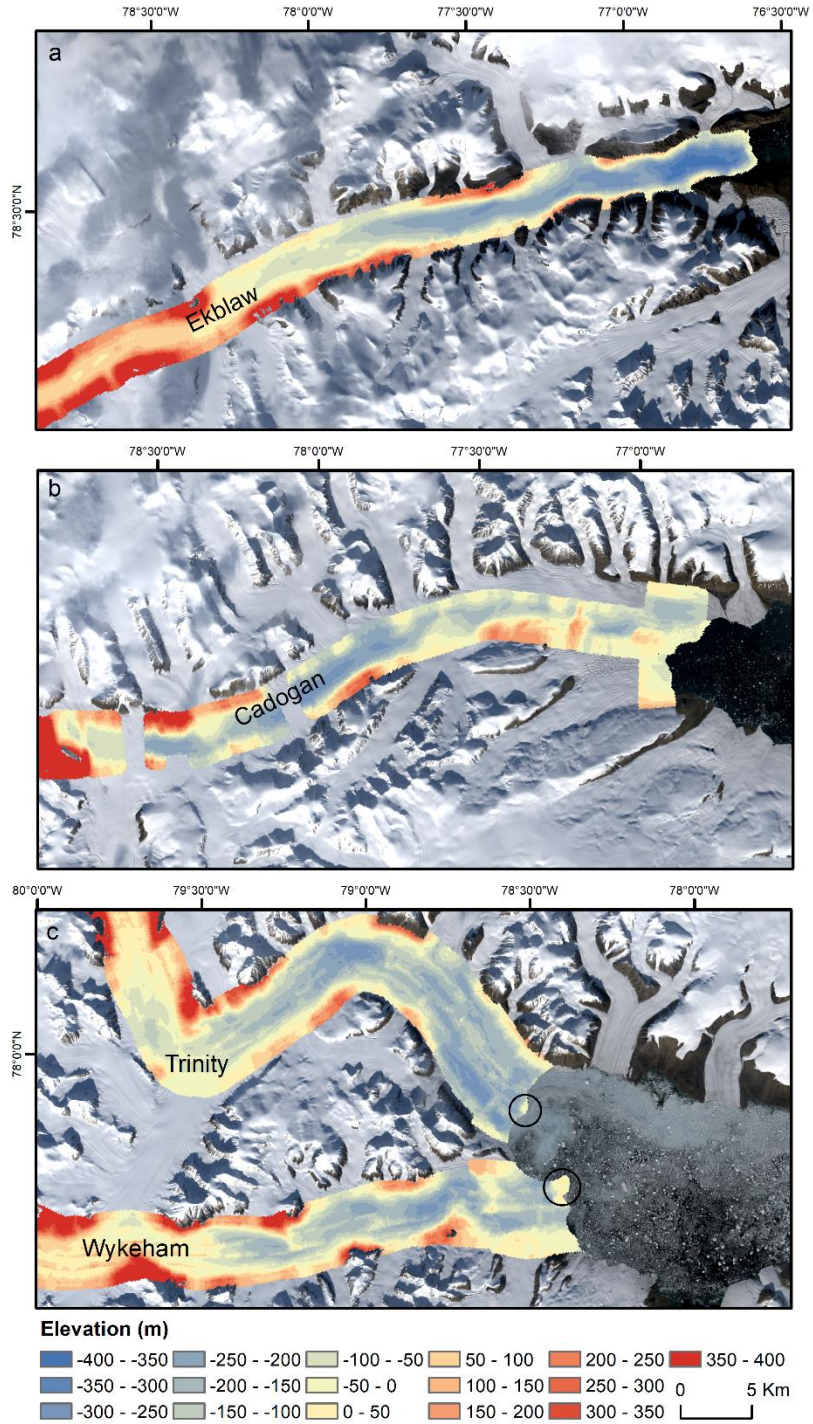 78°30'0"W 78°0'0"W 77°30'0"W 77°0'0"W 76°30'0"W
a
78°30'0"N
Ekblaw
78°30'0"W 78°0'0"W 77°30'0"W 77°0'0"W
b
Cadogan
80°0'0"W 79°30'0"W 79°0'0"W 78°30'0"W 78°0'0"W
c
78°0'0"N
Trinity
Wykeham
Elevation (m)
-400 - -350 -250 - -200 -100 - -50 50 - 100 200 - 250 350 - 400
-350 - -300 -200 - -150 -50 - 0 100 - 150 250 - 300 0 5 Km
-300 - -250 -150 - -100 0 - 50 150 - 200 300 - 350